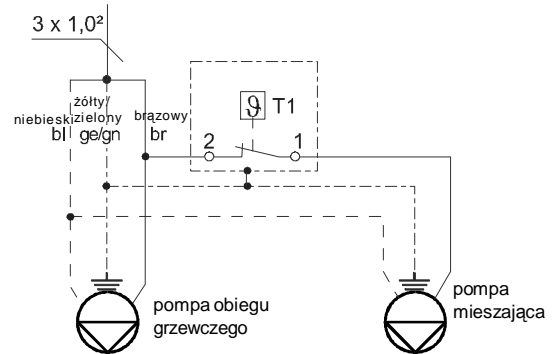 3 x 1,0²
niebieski
żółty/
zielony
brązowy
bl
ge/gn
br
ϑ T1
2
1
pompa obiegu
grzewczego
pompa
mieszająca